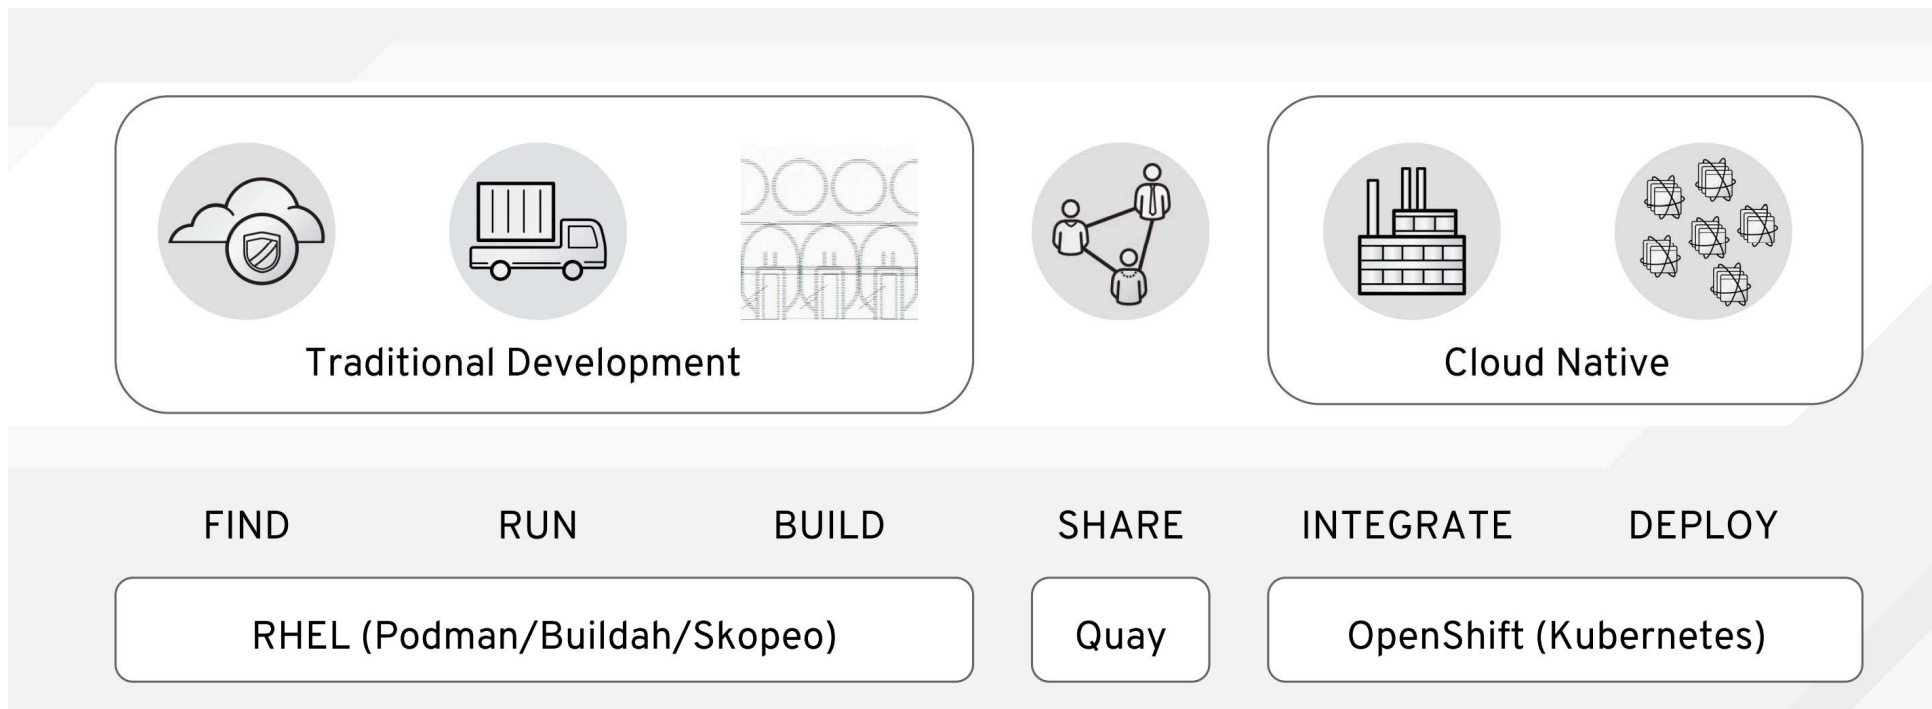 Traditional Development
Cloud Native
FIND
RUN
BUILD
SHARE
INTEGRATE
DEPLOY
RHEL (Podman/Buildah/Skopeo)
Quay
OpenShift (Kubernetes)